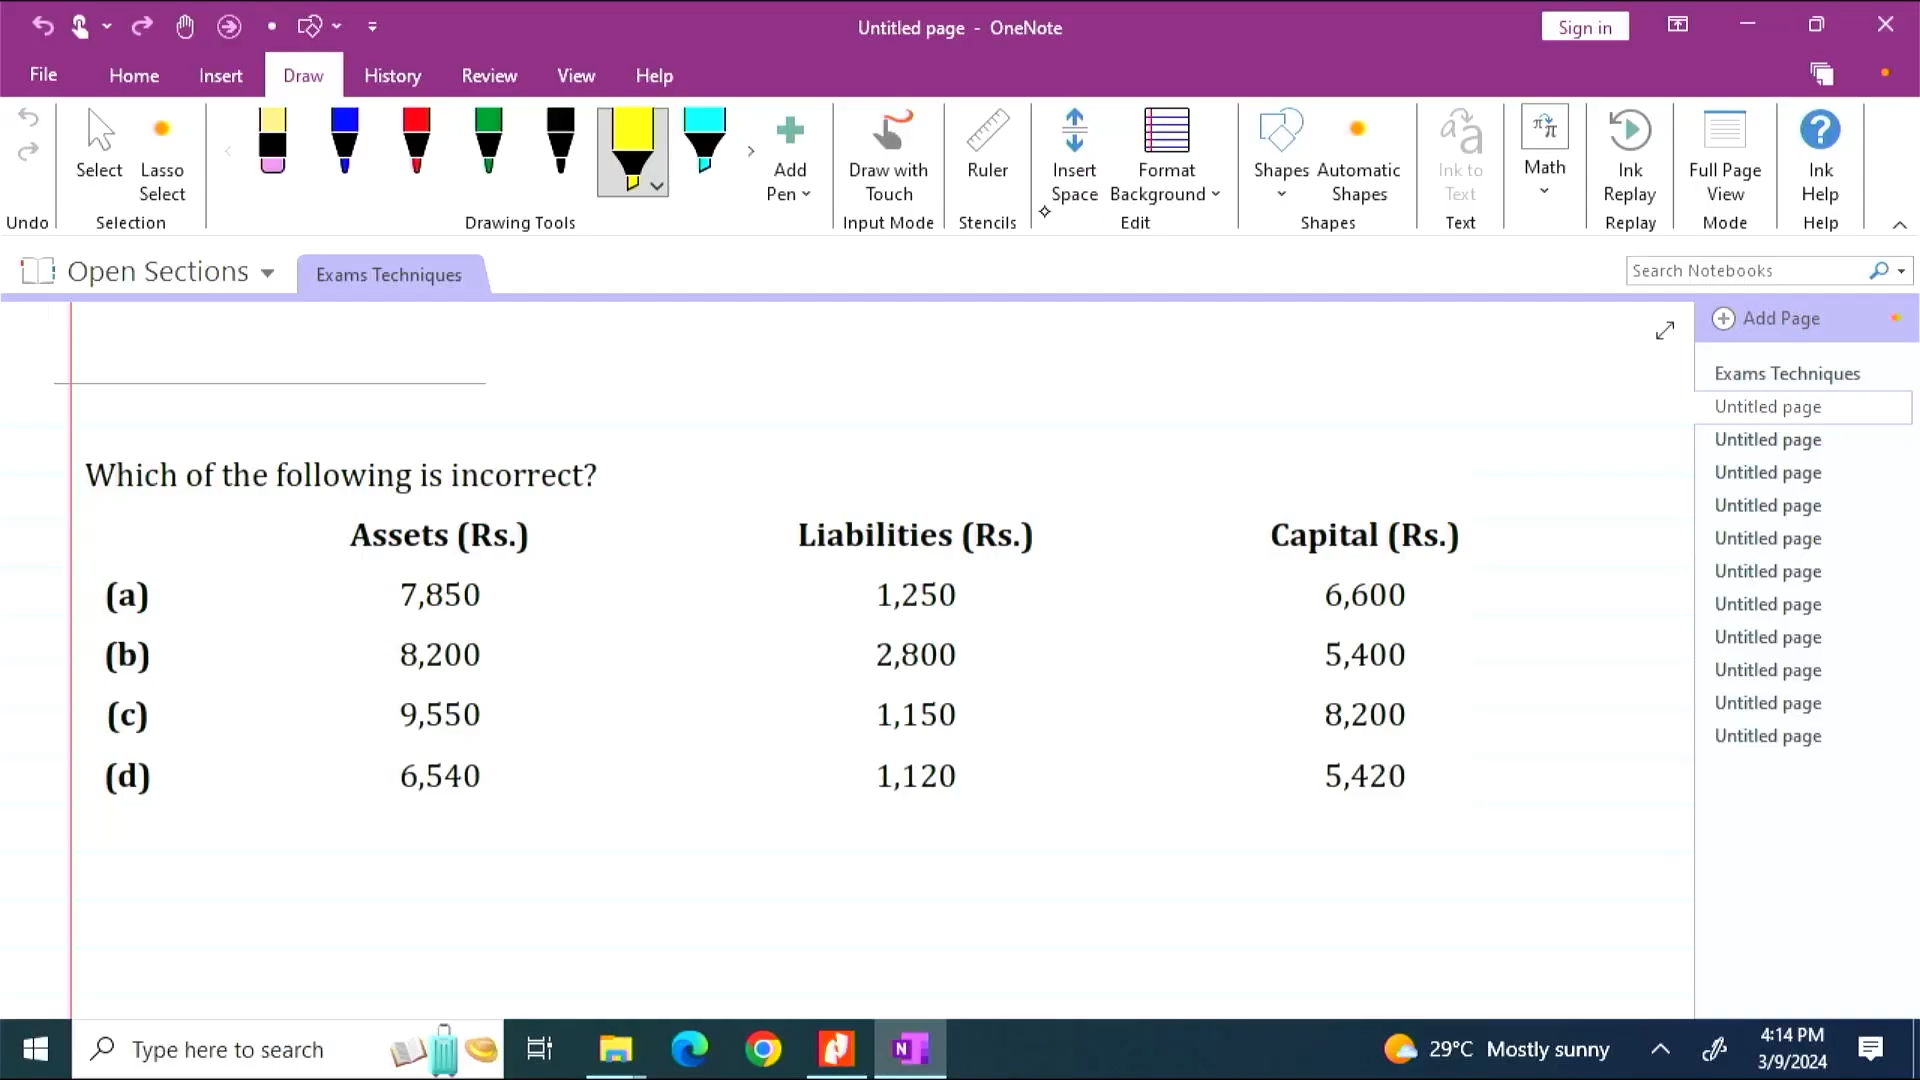 Untitled page - OneNote
Sign in
File Home Insert Draw History Review View Help
Select
Lasso Select
Add Pen
Draw with Touch
Ruler
Insert Space
Format Background
Shapes
Automatic Shapes
Ink to Text
Math
Ink Replay
Full Page View
Ink Help
Undo Selection Drawing Tools Input Mode Stencils Edit Shapes Text Replay Mode Help
Open Sections Exams Techniques
Search Notebooks
Add Page
Exams Techniques
Untitled page
Untitled page
Untitled page
Untitled page
Untitled page
Untitled page
Untitled page
Untitled page
Untitled page
Untitled page
Untitled page
Which of the following is incorrect?
Assets (Rs.) Liabilities (Rs.) Capital (Rs.)
(a) 7,850 1,250 6,600
(b) 8,200 2,800 5,400
(c) 9,550 1,150 8,200
(d) 6,540 1,120 5,420
Type here to search
N
29°C Mostly sunny
4:14 PM
3/9/2024